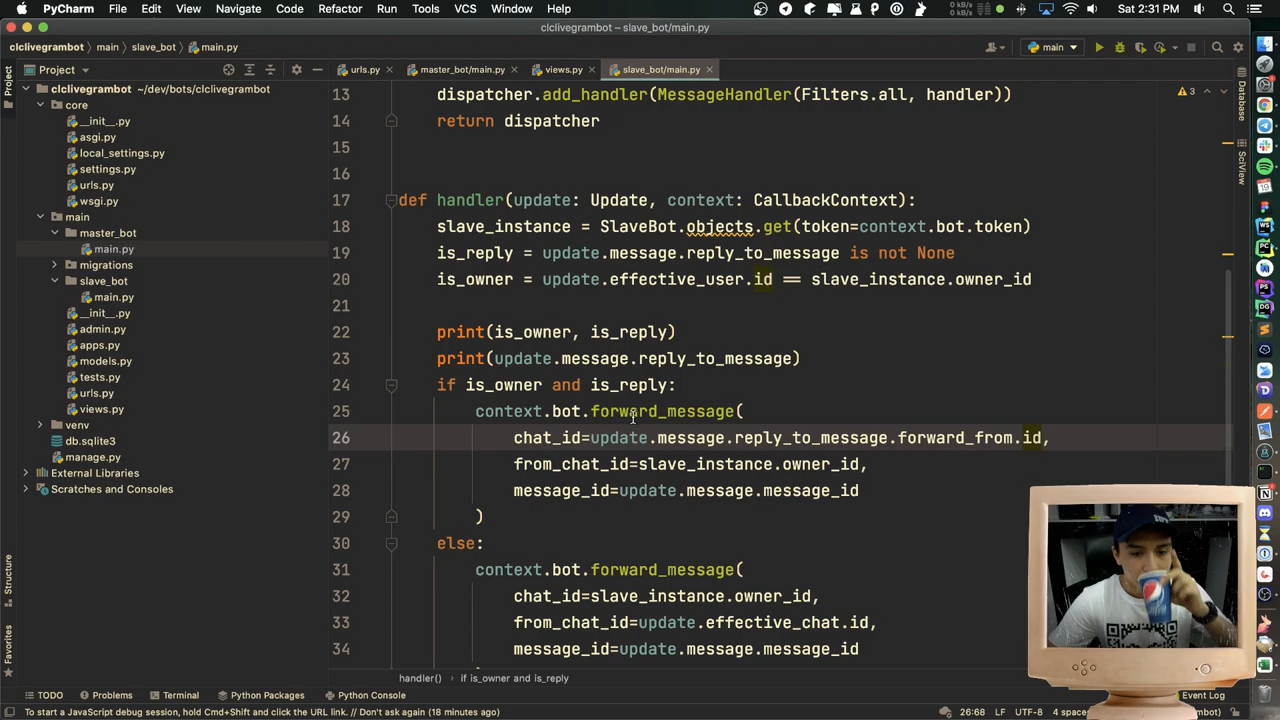 PyCharm File Edit View Navigate Code Refactor Run Tools VCS Window Help
0 kB/s
0 kB/s
Sat 2:31 PM
clclivegrambot – slave_bot/main.py
clclivegrambot main slave_bot main.py
main
Project
urls.py
master_bot/main.py
views.py
slave_bot/main.py
Project
clclivegrambot ~/dev/bots/clclivegrambot
core
__init__.py
asgi.py
local_settings.py
settings.py
urls.py
wsgi.py
main
master_bot
main.py
migrations
slave_bot
main.py
__init__.py
admin.py
apps.py
models.py
tests.py
urls.py
views.py
venv
db.sqlite3
manage.py
External Libraries
Scratches and Consoles
Structure
Favorites
3
Database
SciView
13 dispatcher.add_handler(MessageHandler(Filters.all, handler))
14 return dispatcher
15
16
17 def handler(update: Update, context: CallbackContext):
18 slave_instance = SlaveBot.objects.get(token=context.bot.token)
19 is_reply = update.message.reply_to_message is not None
20 is_owner = update.effective_user.id == slave_instance.owner_id
21
22 print(is_owner, is_reply)
23 print(update.message.reply_to_message)
24 if is_owner and is_reply:
25 context.bot.forward_message(
26 chat_id=update.message.reply_to_message.forward_from.id,
27 from_chat_id=slave_instance.owner_id,
28 message_id=update.message.message_id
29 )
30 else:
31 context.bot.forward_message(
32 chat_id=slave_instance.owner_id,
33 from_chat_id=update.effective_chat.id,
34 message_id=update.message.message_id
handler() if is_owner and is_reply
TODO Problems Terminal Python Packages Python Console Event Log
To start a JavaScript debug session, hold Cmd+Shift and click the URL link. // Don't ask again (18 minutes ago)
26:68 LF UTF-8 4 spaces